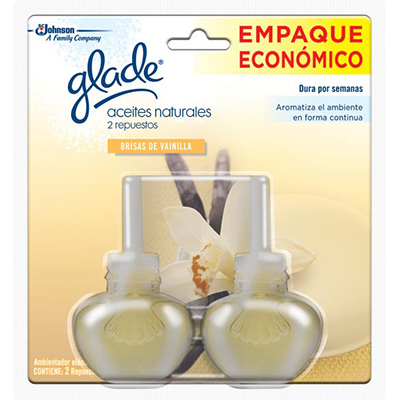 SC Johnson
A Family Company
glade®
aceites naturales
2 repuestos
BRISAS DE VAINILLA
EMPAQUE
ECONÓMICO
Dura por semanas
Aromatiza el ambiente
en forma continua
Ambientador
CONTIENE: 2